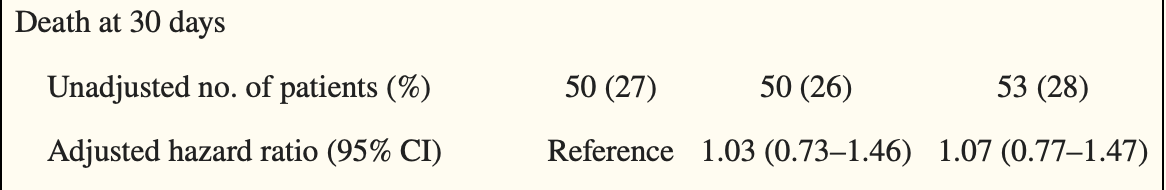 Death at 30 days
Unadjusted no. of patients (%) 50 (27) 50 (26) 53 (28)
Adjusted hazard ratio (95% CI) Reference 1.03 (0.73–1.46) 1.07 (0.77–1.47)